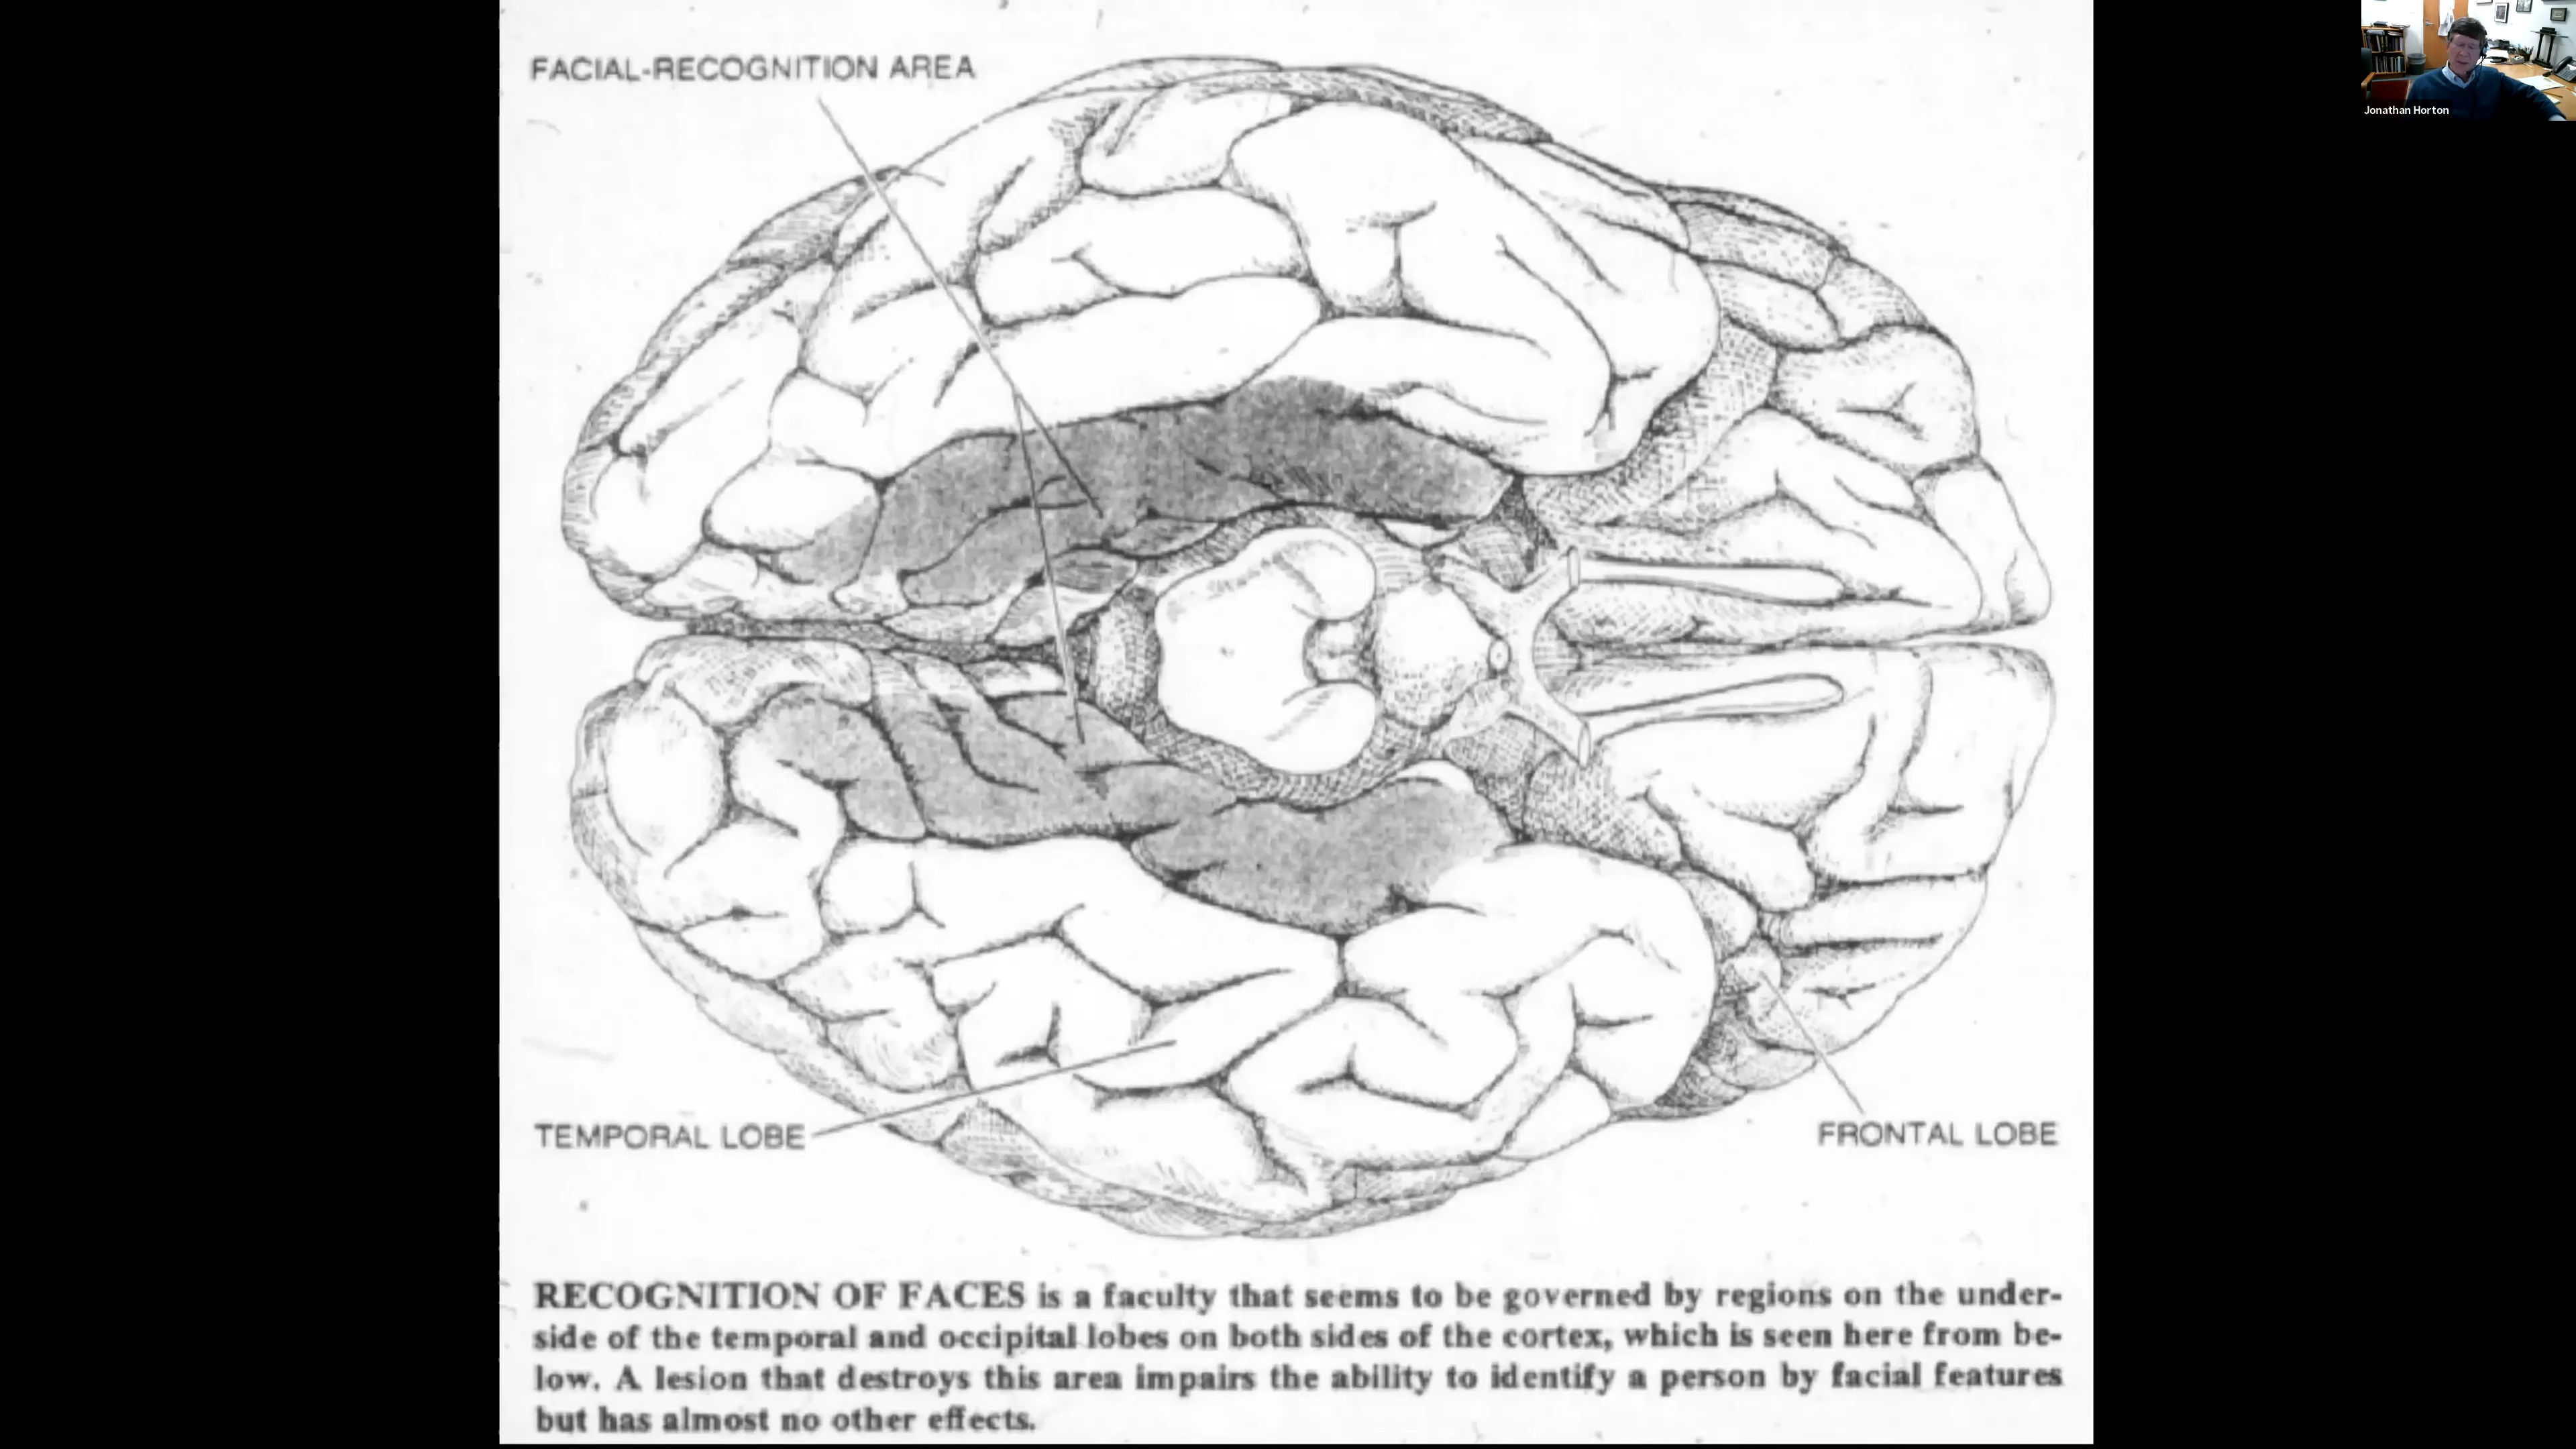 FACIAL-RECOGNITION AREA
Jonathan Horton
TEMPORAL LOBE
FRONTAL LOBE
RECOGNITION OF FACES is a faculty that seems to be governed by regions on the under-
side of the temporal and occipital lobes on both sides of the cortex, which is seen here from be-
low. A lesion that destroys this area impairs the ability to identify a person by facial features
but has almost no other effects.